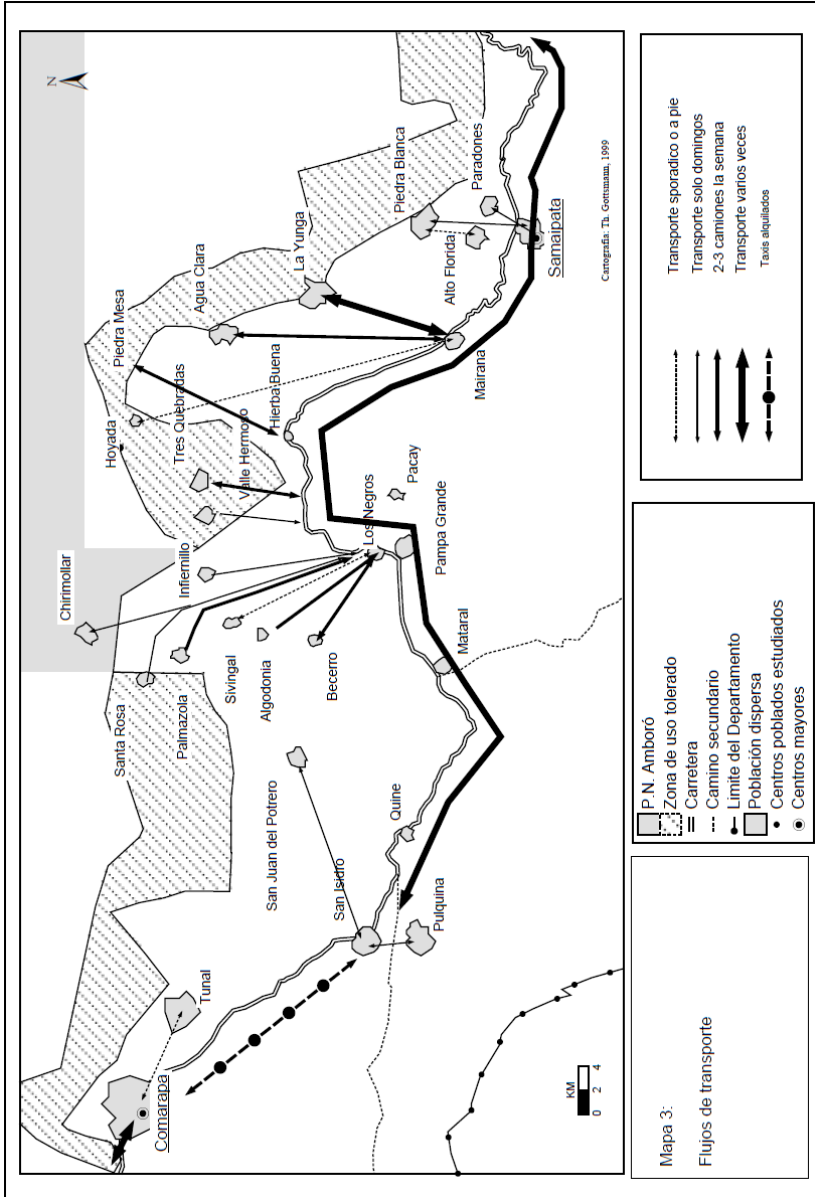 N
Chirimollar
Santa Rosa
Palmazola
Sivingal
Algodonia
Becerro
Infiernillo
Valle Hermoso
Tres Quebradas
Hoyada
Piedra Mesa
Agua Clara
La Yunga
Hierba Buena
Piedra Blanca
Paradones
Alto Florida
Samaipata
Mairana
Los Negros
Pacay
Pampa Grande
Mataral
Quine
San Juan del Potrero
San Isidro
Pulquina
Tunal
Comarapa
KM
0 2 4
Cartografia: Th. Gottsmann, 1999
Mapa 3:
Flujos de transporte
P.N. Amboró
Zona de uso tolerado
Carretera
Camino secundario
Limite del Departamento
Población dispersa
Centros poblados estudiados
Centros mayores
Transporte sporadico o a pie
Transporte solo domingos
2-3 camiones la semana
Transporte varios veces
Taxis alquilados